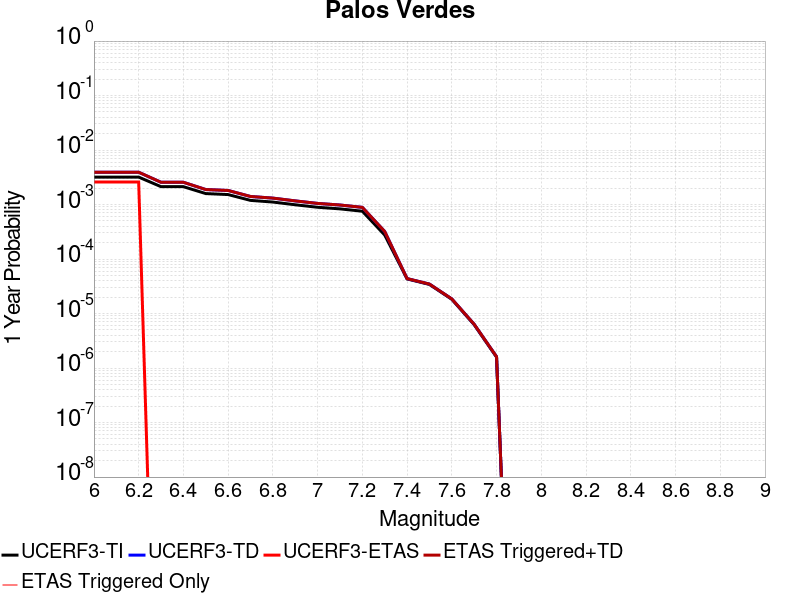 Palos Verdes
10^0
10^-1
10^-2
10^-3
10^-4
10^-5
10^-6
10^-7
10^-8
1 Year Probability
6 6.2 6.4 6.6 6.8 7 7.2 7.4 7.6 7.8 8 8.2 8.4 8.6 8.8 9
Magnitude
UCERF3-TI UCERF3-TD UCERF3-ETAS ETAS Triggered+TD
ETAS Triggered Only